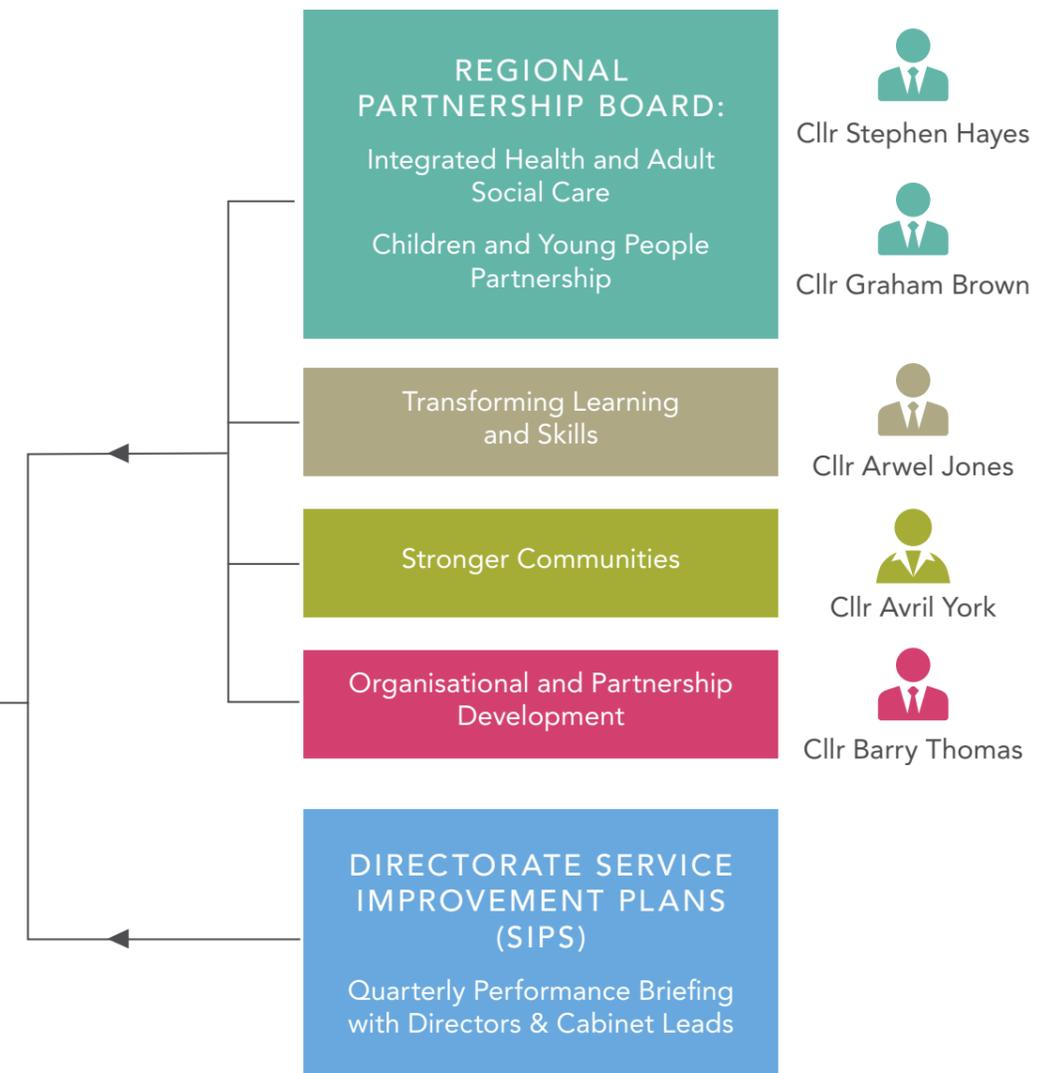 REGIONAL
PARTNERSHIP BOARD:
Integrated Health and Adult
Social Care
Children and Young People
Partnership
Cllr Stephen Hayes
Cllr Graham Brown
Transforming Learning
and Skills
Cllr Arwel Jones
Stronger Communities
Cllr Avril York
Organisational and Partnership
Development
Cllr Barry Thomas
DIRECTORATE SERVICE
IMPROVEMENT PLANS
(SIPS)
Quarterly Performance Briefing
with Directors & Cabinet Leads